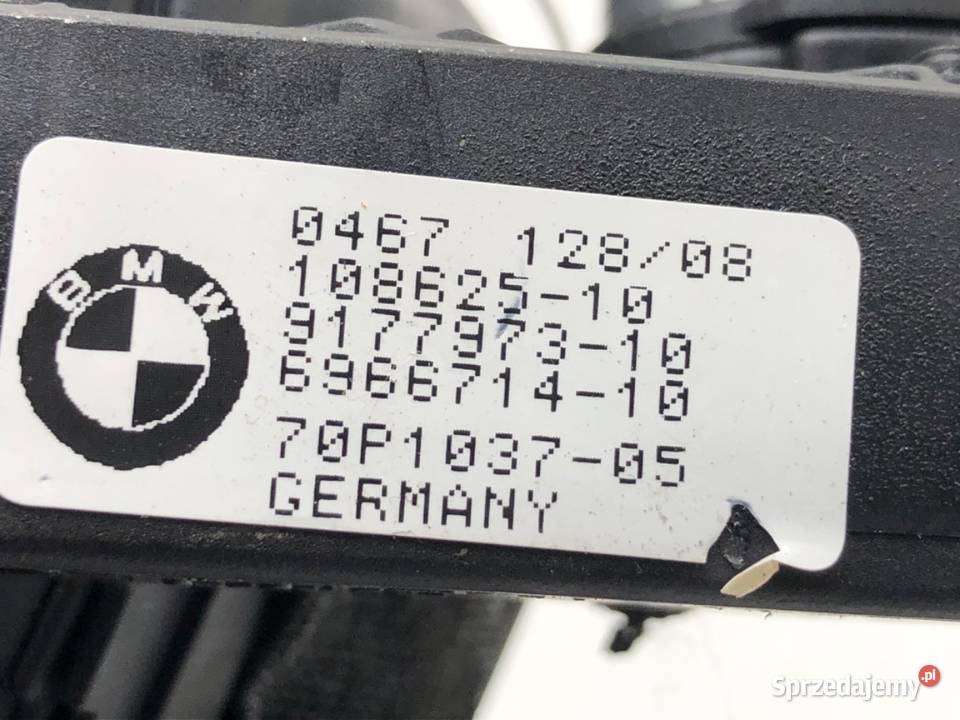 BMW
0467 128/08
108625-10
9177973-10
6966714-10
70P1037-05
GERMANY
Sprzedajemy.pl